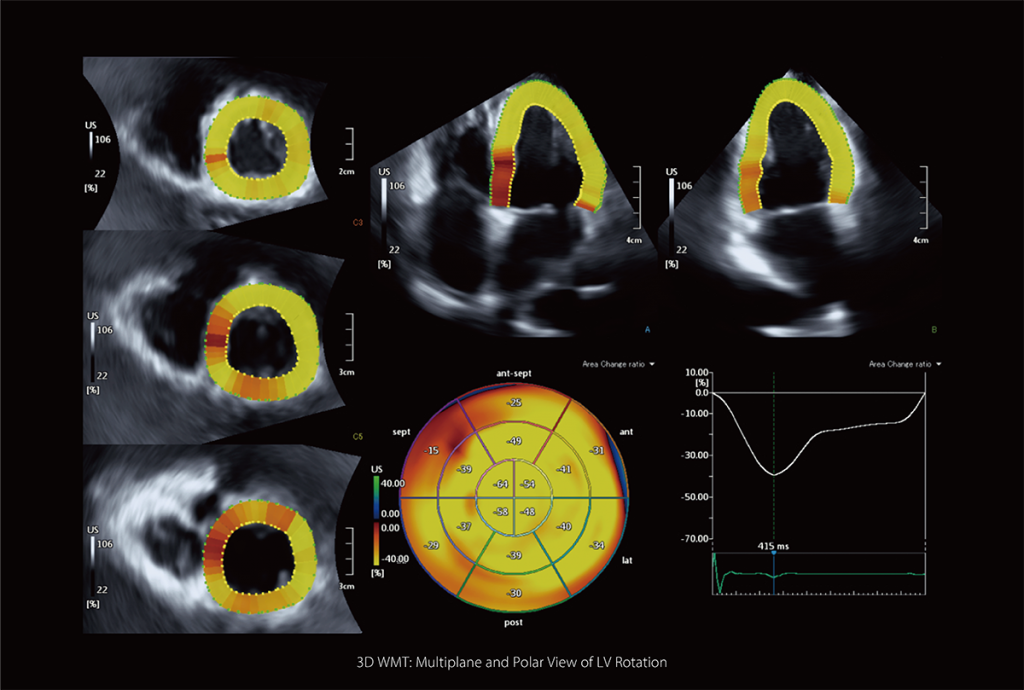 US
106
22
[%]
2cm
C3
US
106
22
[%]
3cm
C5
US
106
22
[%]
3cm
US
106
22
[%]
4cm
A
US
106
22
[%]
4cm
B
Area Change ratio
ant-sept
sept
ant
-25
-15
-49
-31
-39
-41
-64
-54
-58
-48
-37
-40
-29
-39
-34
-30
lat
post
US
40.00
0.00
0.00
-40.00
[%]
Area Change ratio
10.00
[%]
0.0
-10.00
-30.00
-50.00
-70.00
415 ms
3D WMT: Multiplane and Polar View of LV Rotation